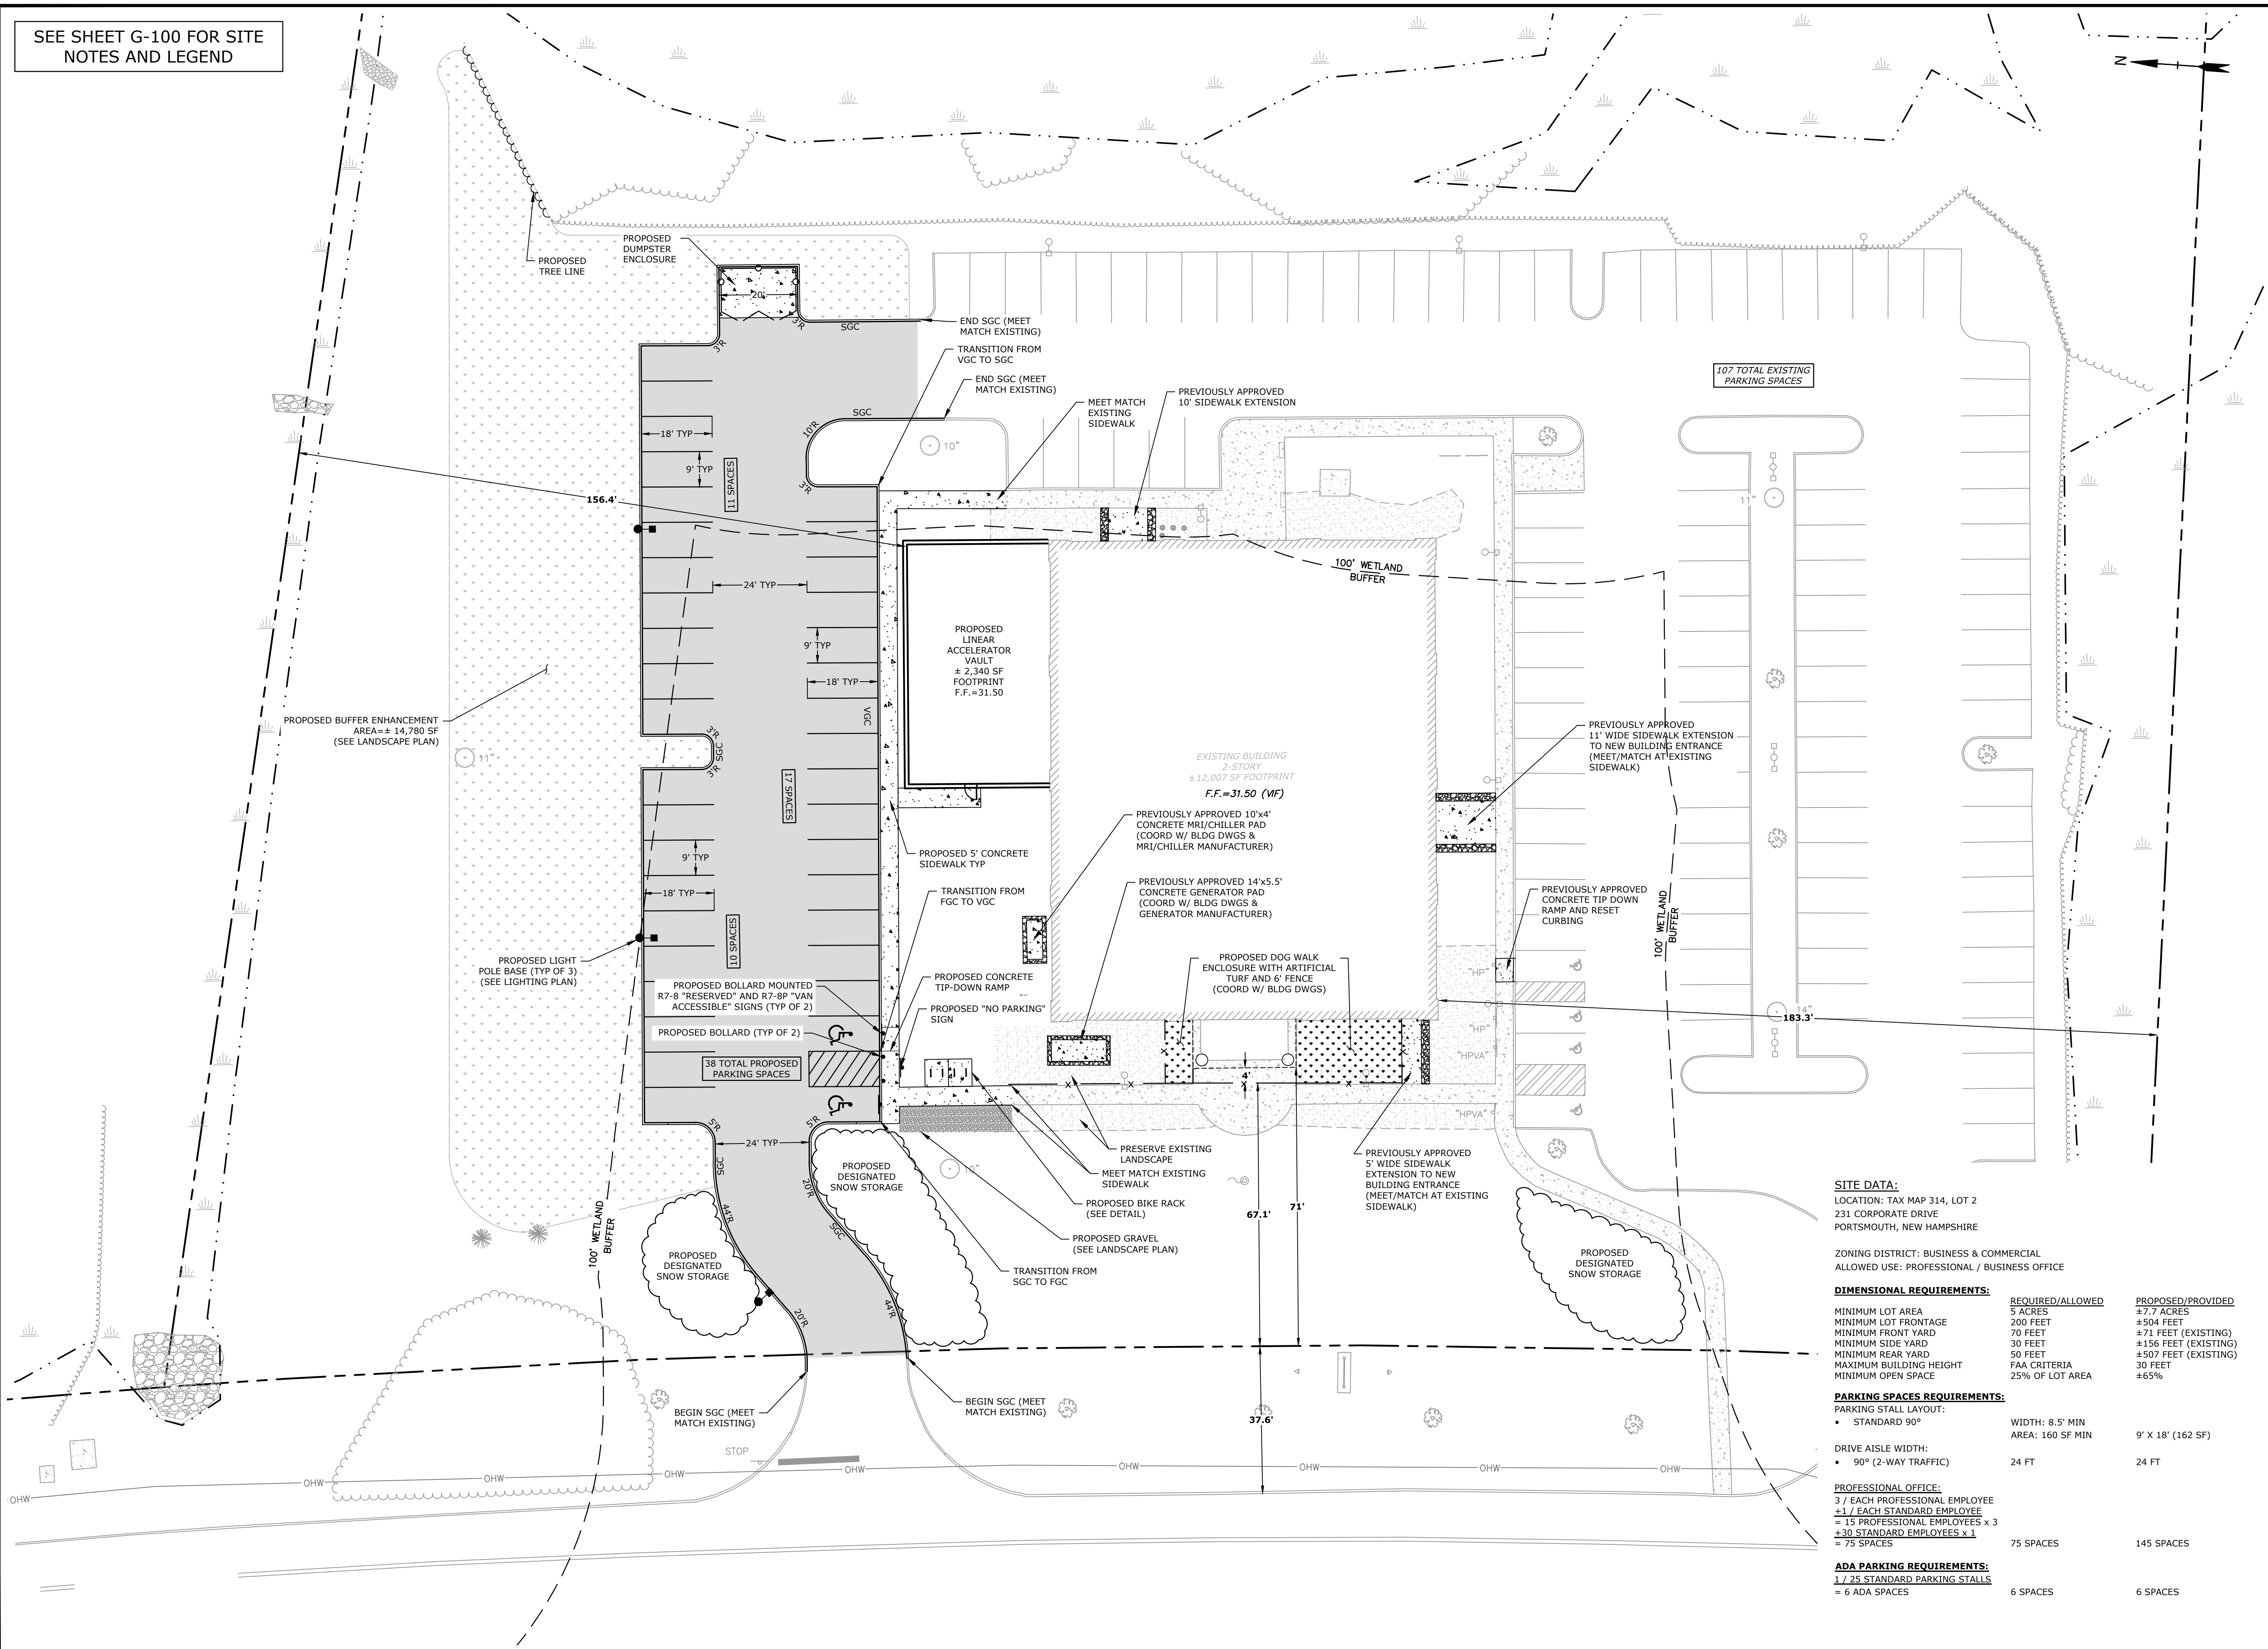 SEE SHEET G-100 FOR SITE
NOTES AND LEGEND
N
PROPOSED
TREE LINE
PROPOSED
DUMPSTER
ENCLOSURE
20'
3'R
3'R
SGC
END SGC (MEET
MATCH EXISTING)
TRANSITION FROM
VGC TO SGC
END SGC (MEET
MATCH EXISTING)
SGC
10'R
3'R
10"
MEET MATCH
EXISTING
SIDEWALK
PREVIOUSLY APPROVED
10' SIDEWALK EXTENSION
107 TOTAL EXISTING
PARKING SPACES
18' TYP
9' TYP
11 SPACES
156.4'
11"
24' TYP
100' WETLAND
BUFFER
PROPOSED
LINEAR
ACCELERATOR
VAULT
± 2,340 SF
FOOTPRINT
F.F.=31.50
9' TYP
18' TYP
VGC
PROPOSED BUFFER ENHANCEMENT
AREA=± 14,780 SF
(SEE LANDSCAPE PLAN)
11"
3'R
SGC
3'R
17 SPACES
EXISTING BUILDING
2-STORY
±12,007 SF FOOTPRINT
F.F.=31.50 (VIF)
PREVIOUSLY APPROVED
11' WIDE SIDEWALK EXTENSION
TO NEW BUILDING ENTRANCE
(MEET/MATCH AT EXISTING
SIDEWALK)
PREVIOUSLY APPROVED 10'x4'
CONCRETE MRI/CHILLER PAD
(COORD W/ BLDG DWGS &
MRI/CHILLER MANUFACTURER)
9' TYP
18' TYP
PROPOSED 5' CONCRETE
SIDEWALK TYP
TRANSITION FROM
FGC TO VGC
PREVIOUSLY APPROVED 14'x5.5'
CONCRETE GENERATOR PAD
(COORD W/ BLDG DWGS &
GENERATOR MANUFACTURER)
PREVIOUSLY APPROVED
CONCRETE TIP DOWN
RAMP AND RESET
CURBING
100' WETLAND
BUFFER
10 SPACES
PROPOSED LIGHT
POLE BASE (TYP OF 3)
(SEE LIGHTING PLAN)
PROPOSED BOLLARD MOUNTED
R7-8 "RESERVED" AND R7-8P "VAN
ACCESSIBLE" SIGNS (TYP OF 2)
PROPOSED CONCRETE
TIP-DOWN RAMP
PROPOSED DOG WALK
ENCLOSURE WITH ARTIFICIAL
TURF AND 6' FENCE
(COORD W/ BLDG DWGS)
"HP"
PROPOSED BOLLARD (TYP OF 2)
PROPOSED "NO PARKING"
SIGN
"HP"
14"
183.3'
38 TOTAL PROPOSED
PARKING SPACES
"HPVA"
4'
X
X
X
X
X
X
"HPVA"
5'R
5'R
24' TYP
SGC
PROPOSED
DESIGNATED
SNOW STORAGE
10"
PRESERVE EXISTING
LANDSCAPE
MEET MATCH EXISTING
SIDEWALK
PROPOSED BIKE RACK
(SEE DETAIL)
PROPOSED GRAVEL
(SEE LANDSCAPE PLAN)
TRANSITION FROM
SGC TO FGC
PREVIOUSLY APPROVED
5' WIDE SIDEWALK
EXTENSION TO NEW
BUILDING ENTRANCE
(MEET/MATCH AT EXISTING
SIDEWALK)
67.1'
71'
20'R
44'R
SGC
100' WETLAND
BUFFER
PROPOSED
DESIGNATED
SNOW STORAGE
20'R
44'R
PROPOSED
DESIGNATED
SNOW STORAGE
BEGIN SGC (MEET
MATCH EXISTING)
BEGIN SGC (MEET
MATCH EXISTING)
37.6'
STOP
OHW
OHW
OHW
OHW
OHW
OHW
OHW
OHW
OHW
SITE DATA:
LOCATION: TAX MAP 314, LOT 2
231 CORPORATE DRIVE
PORTSMOUTH, NEW HAMPSHIRE
ZONING DISTRICT: BUSINESS & COMMERCIAL
ALLOWED USE: PROFESSIONAL / BUSINESS OFFICE
DIMENSIONAL REQUIREMENTS:
REQUIRED/ALLOWED PROPOSED/PROVIDED
MINIMUM LOT AREA 5 ACRES ±7.7 ACRES
MINIMUM LOT FRONTAGE 200 FEET ±504 FEET
MINIMUM FRONT YARD 70 FEET ±71 FEET (EXISTING)
MINIMUM SIDE YARD 30 FEET ±156 FEET (EXISTING)
MINIMUM REAR YARD 50 FEET ±507 FEET (EXISTING)
MAXIMUM BUILDING HEIGHT FAA CRITERIA 30 FEET
MINIMUM OPEN SPACE 25% OF LOT AREA ±65%
PARKING SPACES REQUIREMENTS:
PARKING STALL LAYOUT:
• STANDARD 90° WIDTH: 8.5' MIN
AREA: 160 SF MIN 9' X 18' (162 SF)
DRIVE AISLE WIDTH:
• 90° (2-WAY TRAFFIC) 24 FT 24 FT
PROFESSIONAL OFFICE:
3 / EACH PROFESSIONAL EMPLOYEE
+1 / EACH STANDARD EMPLOYEE
= 15 PROFESSIONAL EMPLOYEES x 3
+30 STANDARD EMPLOYEES x 1
= 75 SPACES 75 SPACES 145 SPACES
ADA PARKING REQUIREMENTS:
1 / 25 STANDARD PARKING STALLS
= 6 ADA SPACES 6 SPACES 6 SPACES